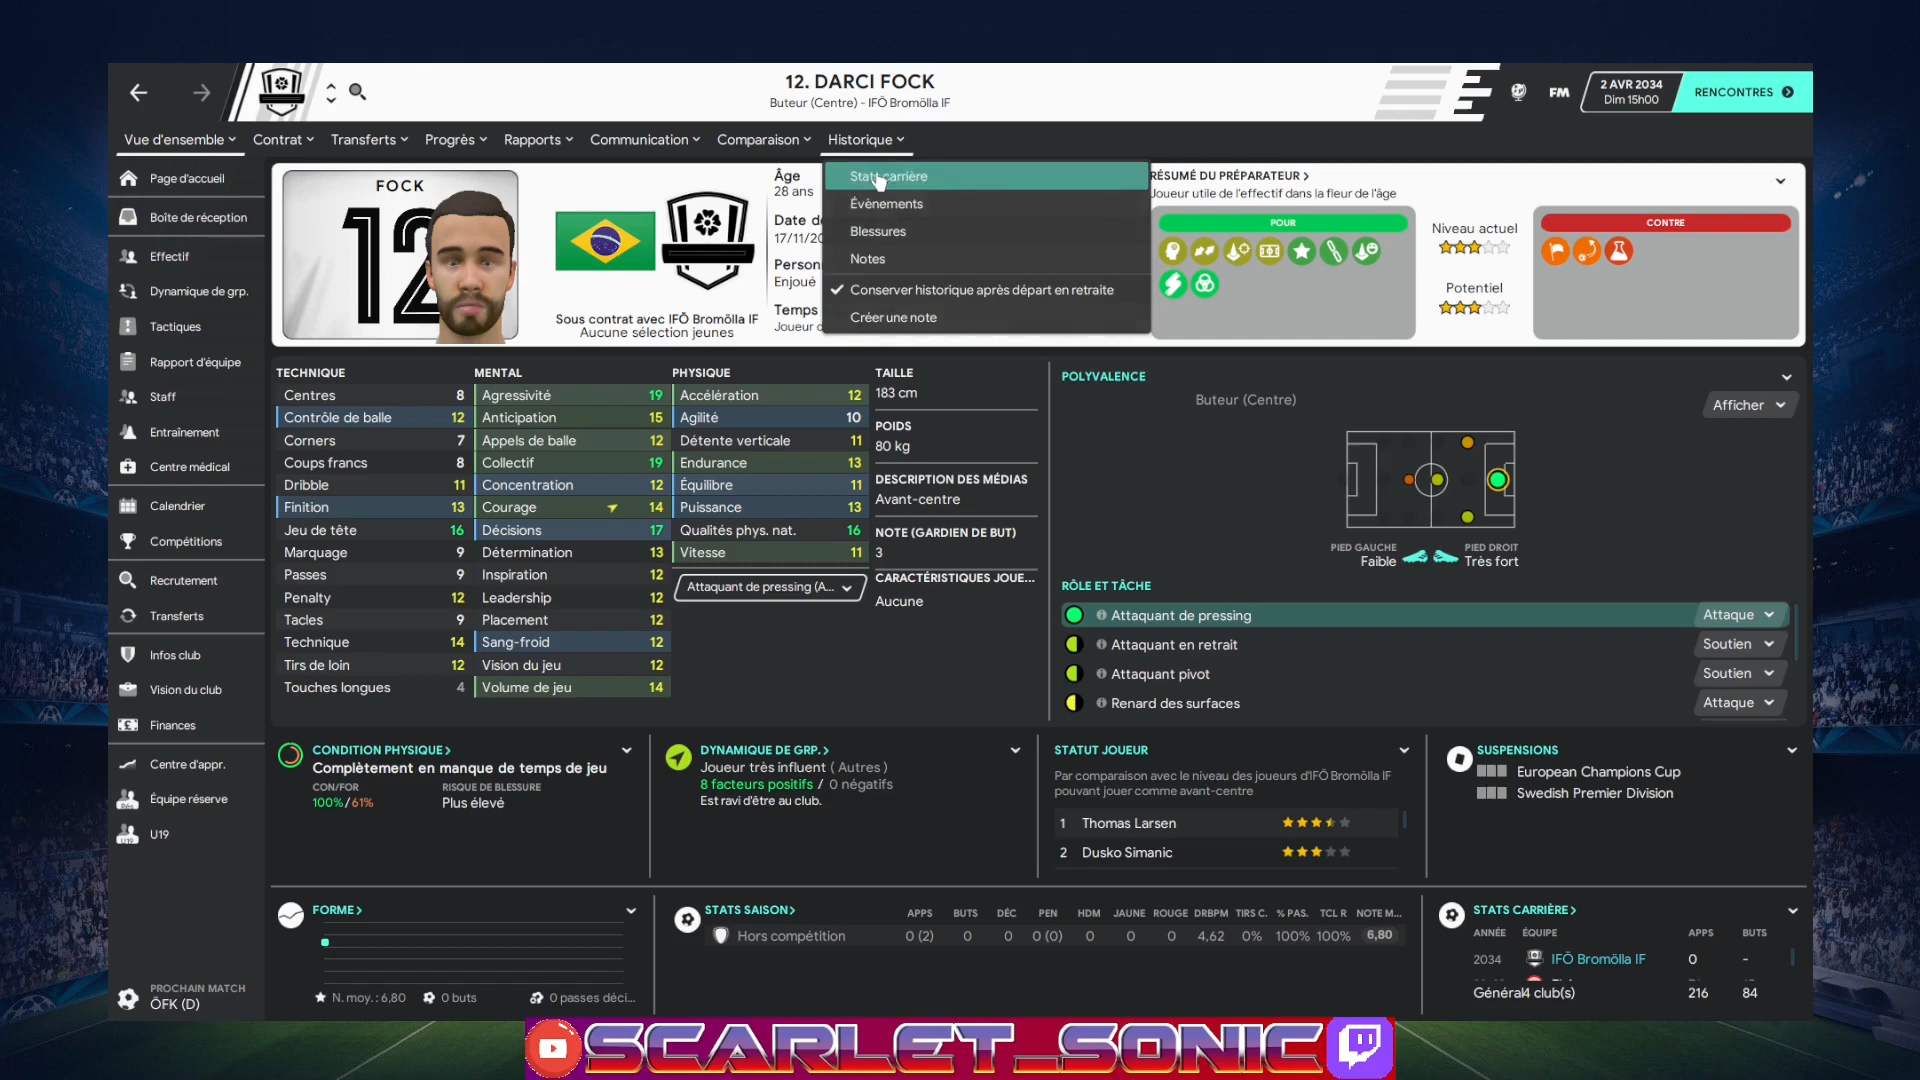 12. DARCI FOCK
Buteur (Centre) - IFÖ Bromölla IF
FM
2 AVR 2034
Dim 15h00
RENCONTRES
Vue d'ensemble
Contrat
Transferts
Progrès
Rapports
Communication
Comparaison
Historique
Page d'accueil
Boîte de réception
Effectif
Dynamique de grp.
Tactiques
Rapport d'équipe
Staff
Entraînement
Centre médical
Calendrier
Compétitions
Recrutement
Transferts
Infos club
Vision du club
Finances
Centre d'appr.
Équipe réserve
U19
PROCHAIN MATCH
ÖFK (D)
FOCK
12
Sous contrat avec IFÖ Bromölla IF
Aucune sélection jeunes
Âge
28 ans
Date d
17/11/20
Person
Enjoué
Temps
Joueur
Stats carrière
Évènements
Blessures
Notes
Conserver historique après départ en retraite
Créer une note
RÉSUMÉ DU PRÉPARATEUR
Joueur utile de l'effectif dans la fleur de l'âge
POUR
Niveau actuel
Potentiel
CONTRE
TECHNIQUE
Centres 8
Contrôle de balle 12
Corners 7
Coups francs 8
Dribble 11
Finition 13
Jeu de tête 16
Marquage 9
Passes 9
Penalty 12
Tacles 9
Technique 14
Tirs de loin 12
Touches longues 4
MENTAL
Agressivité 19
Anticipation 15
Appels de balle 12
Collectif 19
Concentration 12
Courage 14
Décisions 17
Détermination 13
Inspiration 12
Leadership 12
Placement 12
Sang-froid 12
Vision du jeu 12
Volume de jeu 14
PHYSIQUE
Accélération 12
Agilité 10
Détente verticale 11
Endurance 13
Équilibre 11
Puissance 13
Qualités phys. nat. 16
Vitesse 11
Attaquant de pressing (A...
TAILLE
183 cm
POIDS
80 kg
DESCRIPTION DES MÉDIAS
Avant-centre
NOTE (GARDIEN DE BUT)
3
CARACTÉRISTIQUES JOUE...
Aucune
POLYVALENCE
Buteur (Centre)
Afficher
PIED GAUCHE
Faible
PIED DROIT
Très fort
RÔLE ET TÂCHE
Attaquant de pressing Attaque
Attaquant en retrait Soutien
Attaquant pivot Soutien
Renard des surfaces Attaque
CONDITION PHYSIQUE
Complètement en manque de temps de jeu
CON/FOR
100%/61%
RISQUE DE BLESSURE
Plus élevé
DYNAMIQUE DE GRP.
Joueur très influent ( Autres )
8 facteurs positifs / 0 négatifs
Est ravi d'être au club.
STATUT JOUEUR
Par comparaison avec le niveau des joueurs d'IFÖ Bromölla IF
pouvant jouer comme avant-centre
1 Thomas Larsen
2 Dusko Simanic
SUSPENSIONS
European Champions Cup
Swedish Premier Division
FORME
N. moy. : 6,80 0 buts 0 passes déci...
STATS SAISON
APPS BUTS DÉC PEN HDM JAUNE ROUGE DRBPM TIRS C. % PAS. TCL R NOTE M...
Hors compétition 0 (2) 0 0 0 (0) 0 0 0 4,62 0% 100% 100% 6,80
STATS CARRIÈRE
ANNÉE ÉQUIPE APPS BUTS
2034 IFÖ Bromölla IF 0 -
Général 4 club(s) 216 84
SCARLET_SONIC